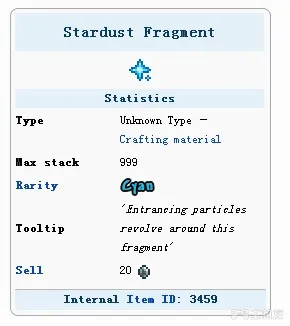 Stardust Fragment
Statistics
Type Unknown Type —
Crafting material
Max stack 999
Rarity Cyan
'Entrancing particles
Tooltip revolve around this
fragment'
Sell 20
Internal Item ID: 3459